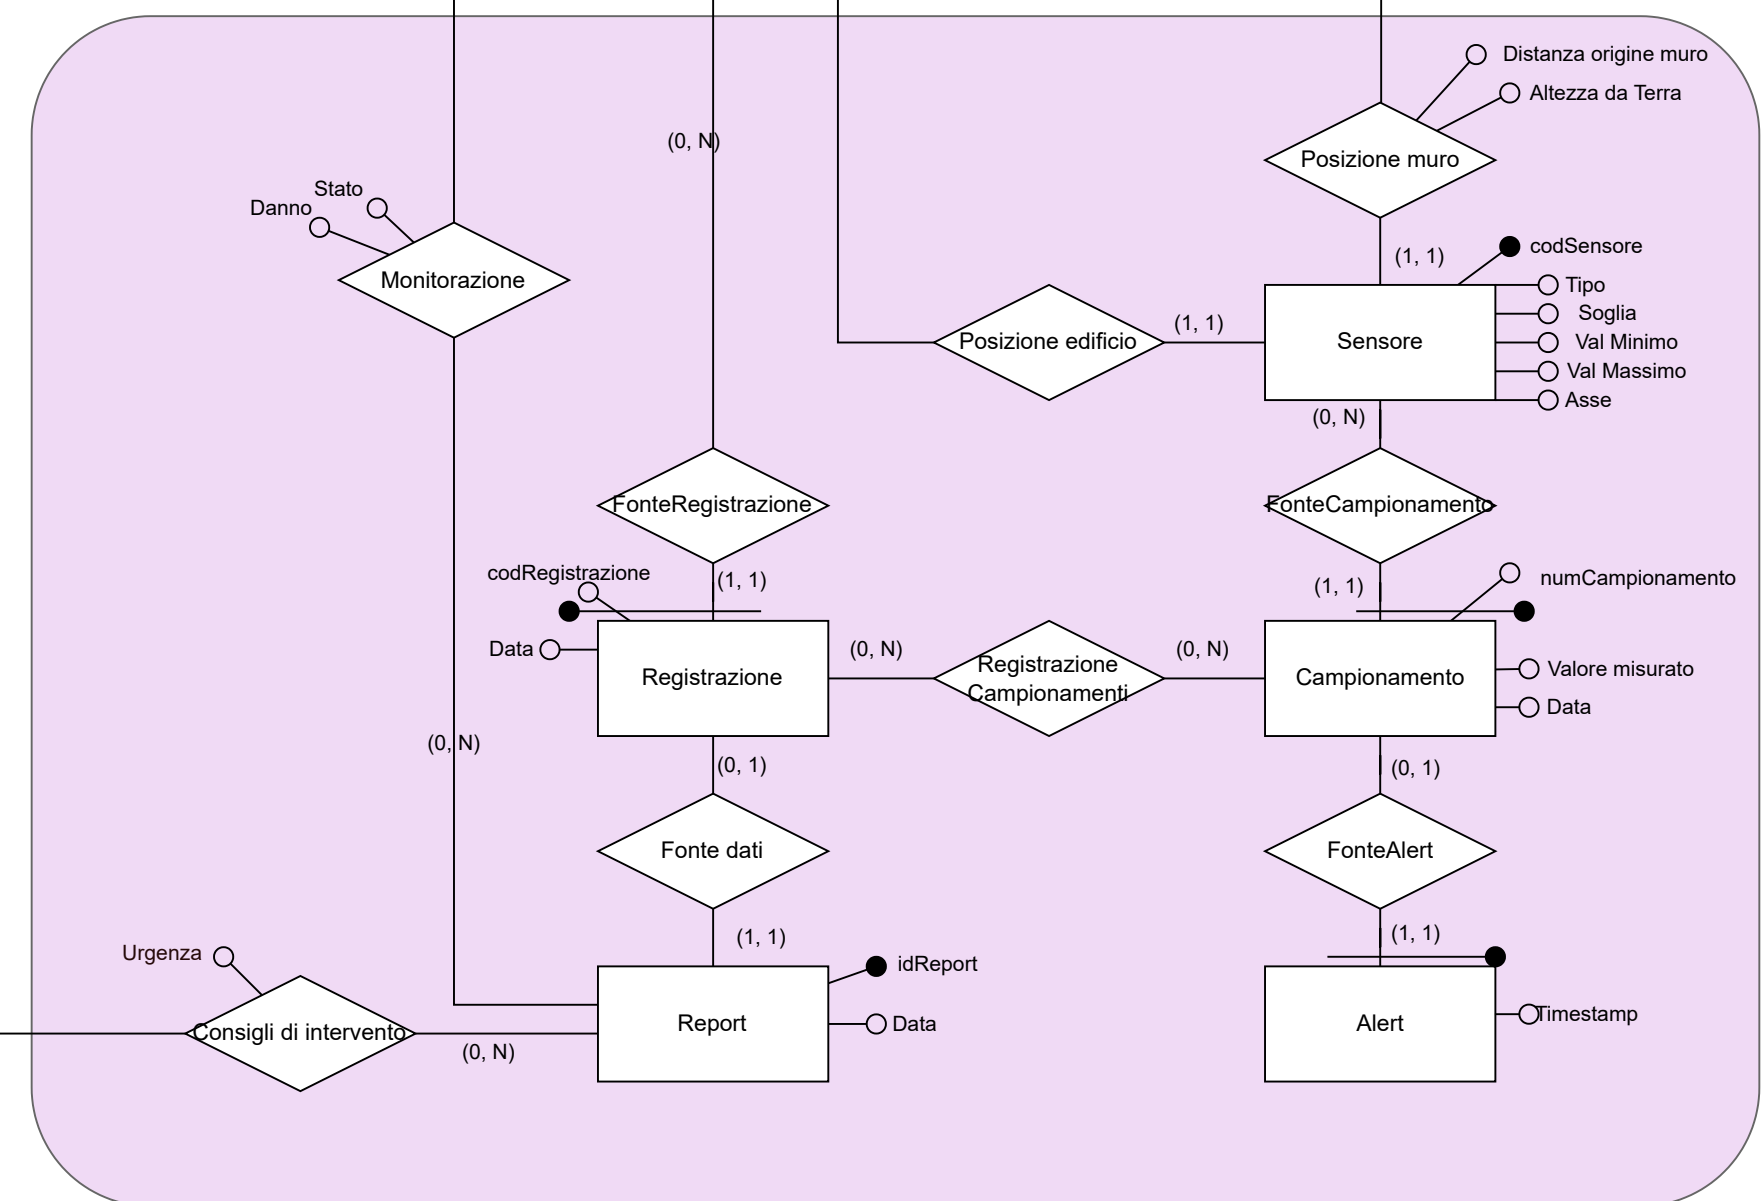 Distanza origine muro
Altezza da Terra
(0, N)
Posizione muro
Stato
Danno
codSensore
(1, 1)
Monitorazione
Tipo
Soglia
(1, 1)
Posizione edificio
Sensore
Val Minimo
Val Massimo
Asse
(0, N)
FonteRegistrazione
FonteCampionamento
codRegistrazione
(1, 1)
(1, 1)
numCampionamento
Data
(0, N)
(0, N)
Registrazione
Registrazione
Campionamenti
Campionamento
Valore misurato
Data
(0, N)
(0, 1)
(0, 1)
Fonte dati
FonteAlert
(1, 1)
(1, 1)
Urgenza
idReport
Consigli di intervento
(0, N)
Report
Data
Alert
Timestamp